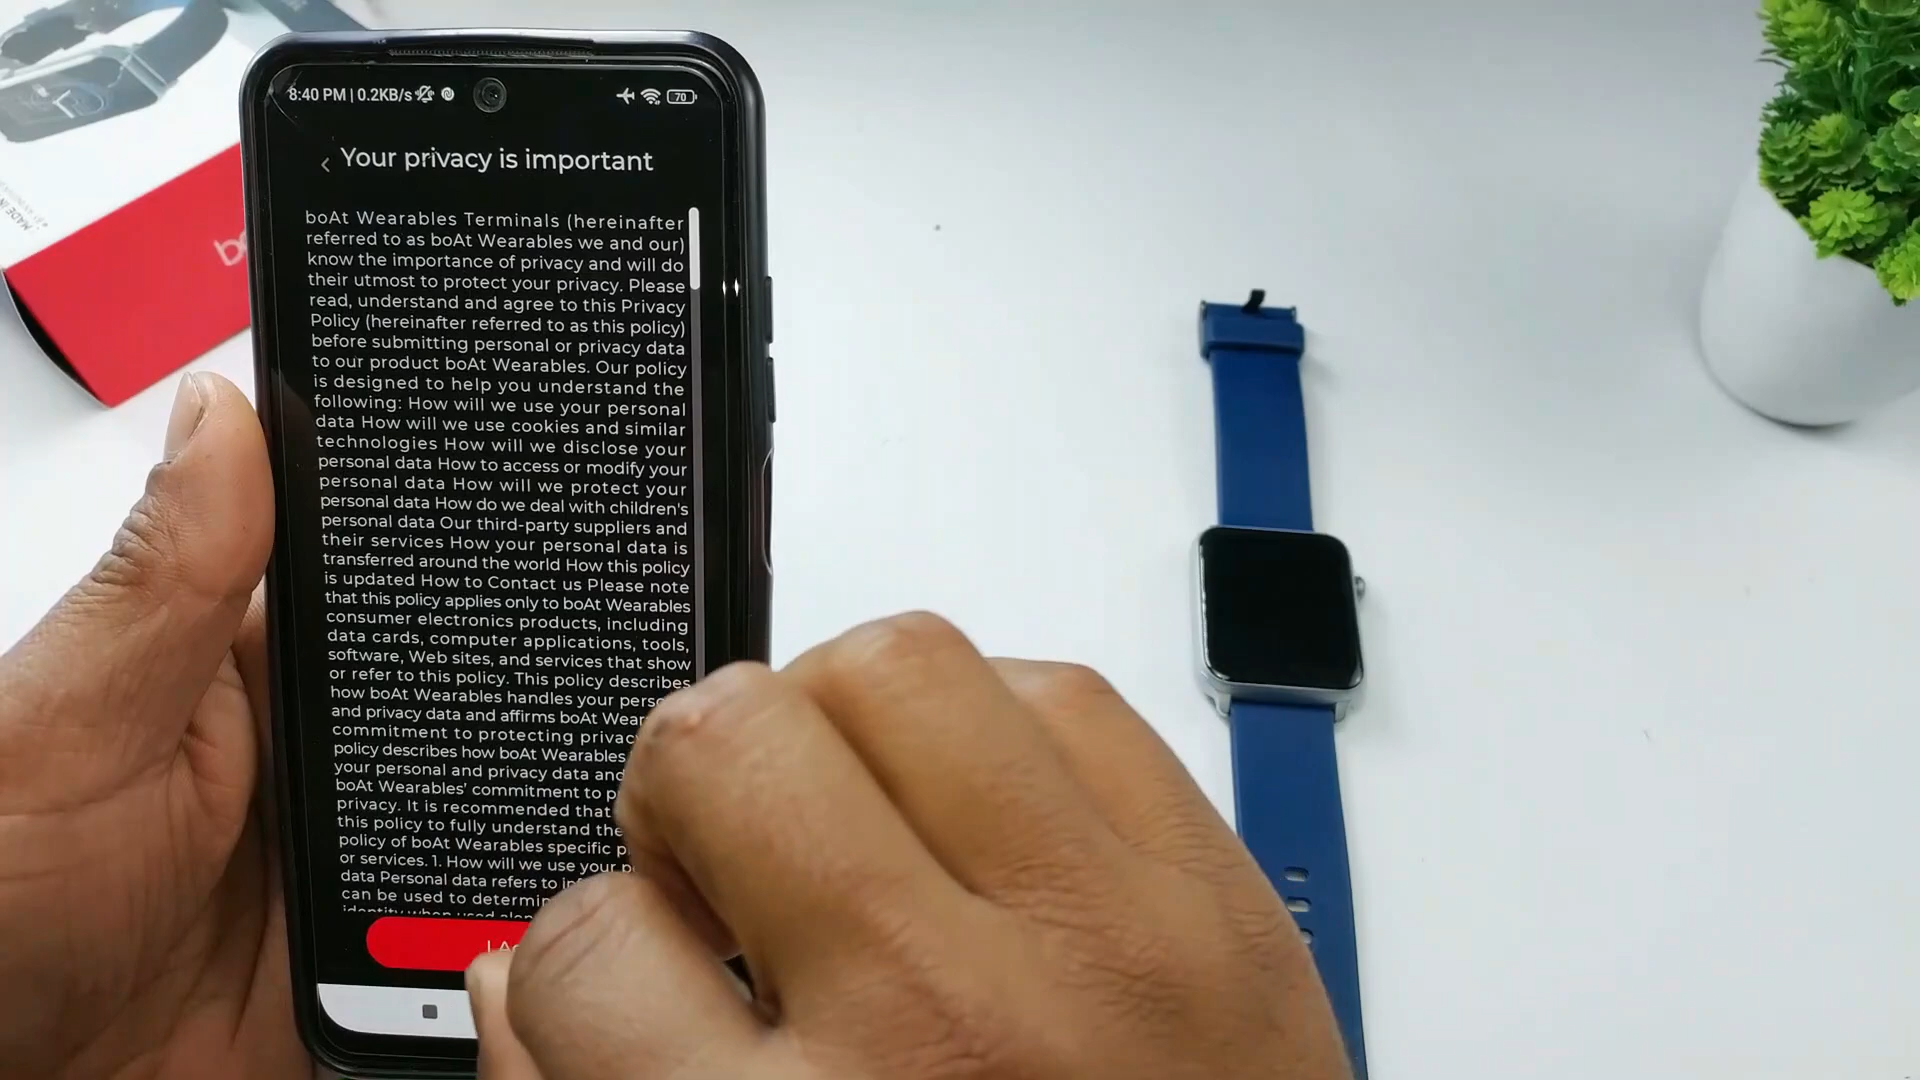 8:40 PM | 0.2KB/s
70
Your privacy is important
boAt Wearables Terminals (hereinafter
referred to as boAt Wearables we and our)
know the importance of privacy and will do
their utmost to protect your privacy. Please
read, understand and agree to this Privacy
Policy (hereinafter referred to as this policy)
before submitting personal or privacy data
to our product boAt Wearables. Our policy
is designed to help you understand the
following: How will we use your personal
data How will we use cookies and similar
technologies How will we disclose your
personal data How to access or modify your
personal data How will we protect your
personal data How do we deal with children's
personal data Our third-party suppliers and
their services How your personal data is
transferred around the world How this policy
is updated How to Contact us Please note
that this policy applies only to boAt Wearables
consumer electronics products, including
data cards, computer applications, tools,
software, Web sites, and services that show
or refer to this policy. This policy describes
how boAt Wearables handles your perso
and privacy data and affirms boAt Wear
commitment to protecting privac
policy describes how boAt Wearables
your personal and privacy data and
boAt Wearables' commitment to p
privacy. It is recommended that
this policy to fully understand the
policy of boAt Wearables specific p
or services. 1. How will we use your p
data Personal data refers to in
can be used to determin
identity when used alon
I A
MADE IN
bo